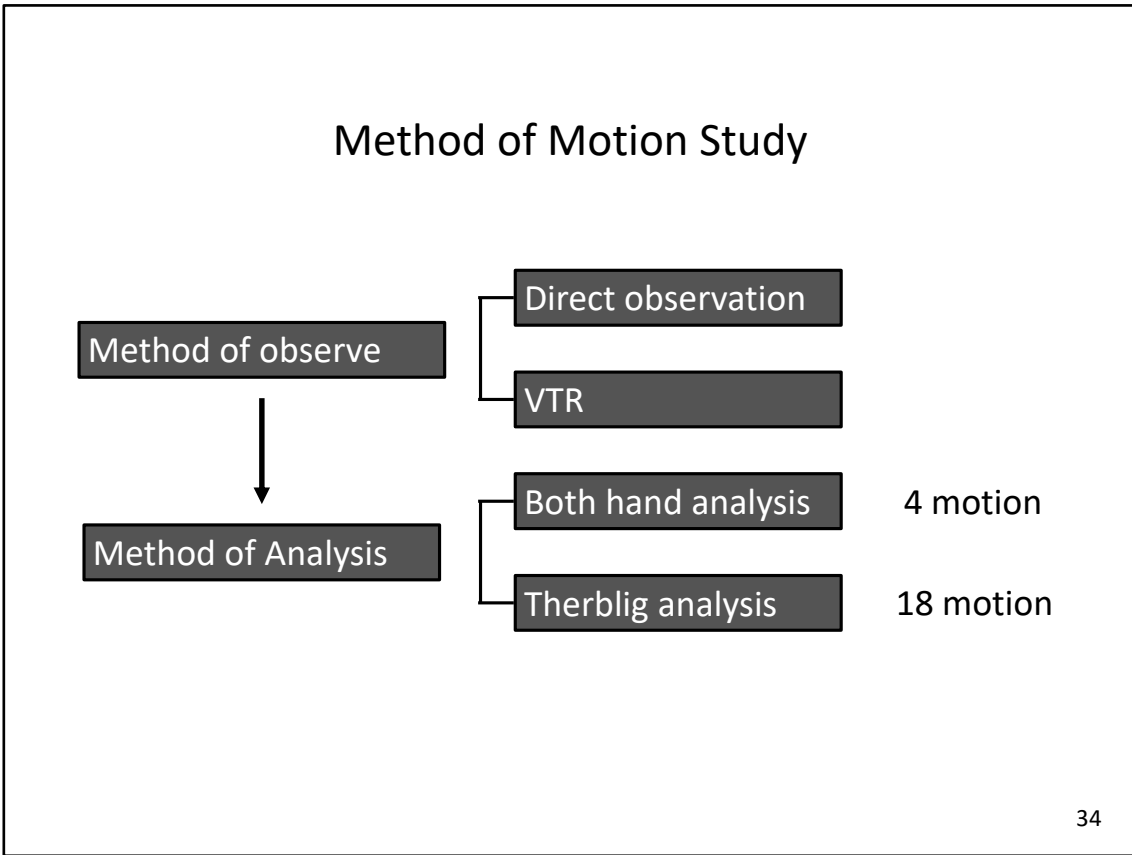 Method of Motion Study
Method of observe
Direct observation
VTR
Method of Analysis
Both hand analysis 4 motion
Therblig analysis 18 motion
34